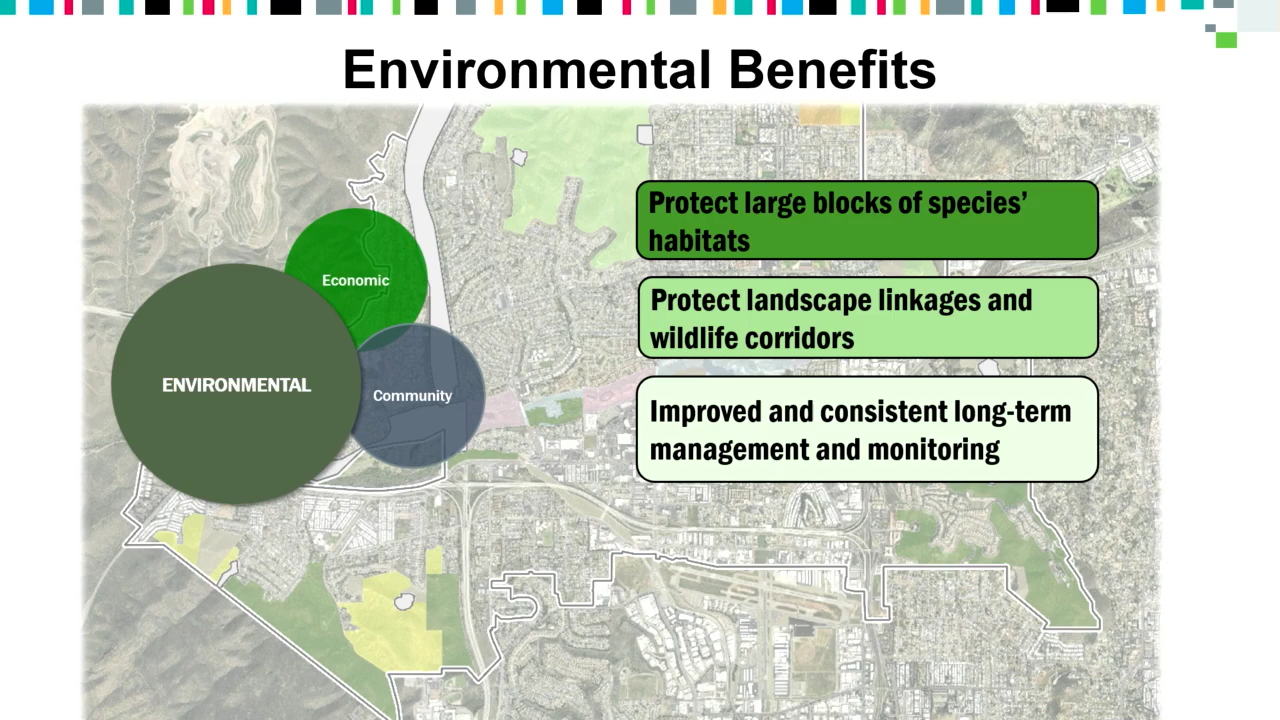 Environmental Benefits
Economic
ENVIRONMENTAL
Community
Protect large blocks of species’
habitats
Protect landscape linkages and
wildlife corridors
Improved and consistent long-term
management and monitoring